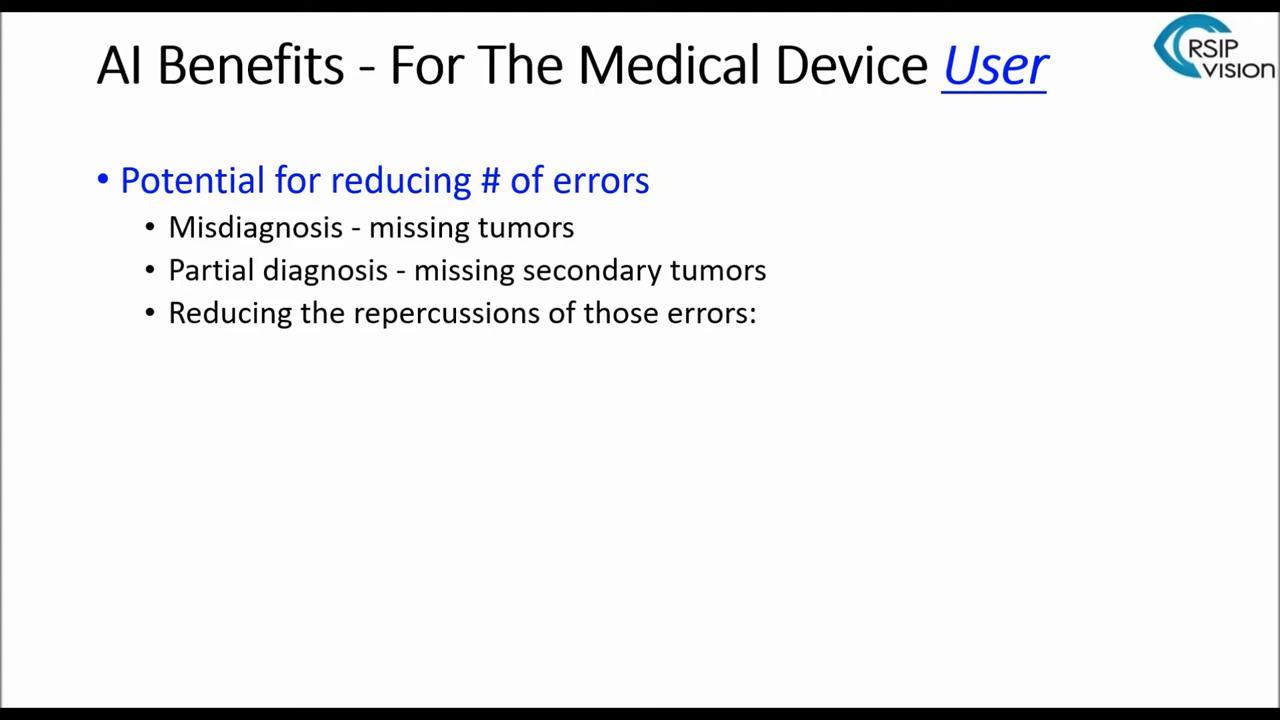 AI Benefits - For The Medical Device User
RSIP
vision
• Potential for reducing # of errors
• Misdiagnosis - missing tumors
• Partial diagnosis - missing secondary tumors
• Reducing the repercussions of those errors: